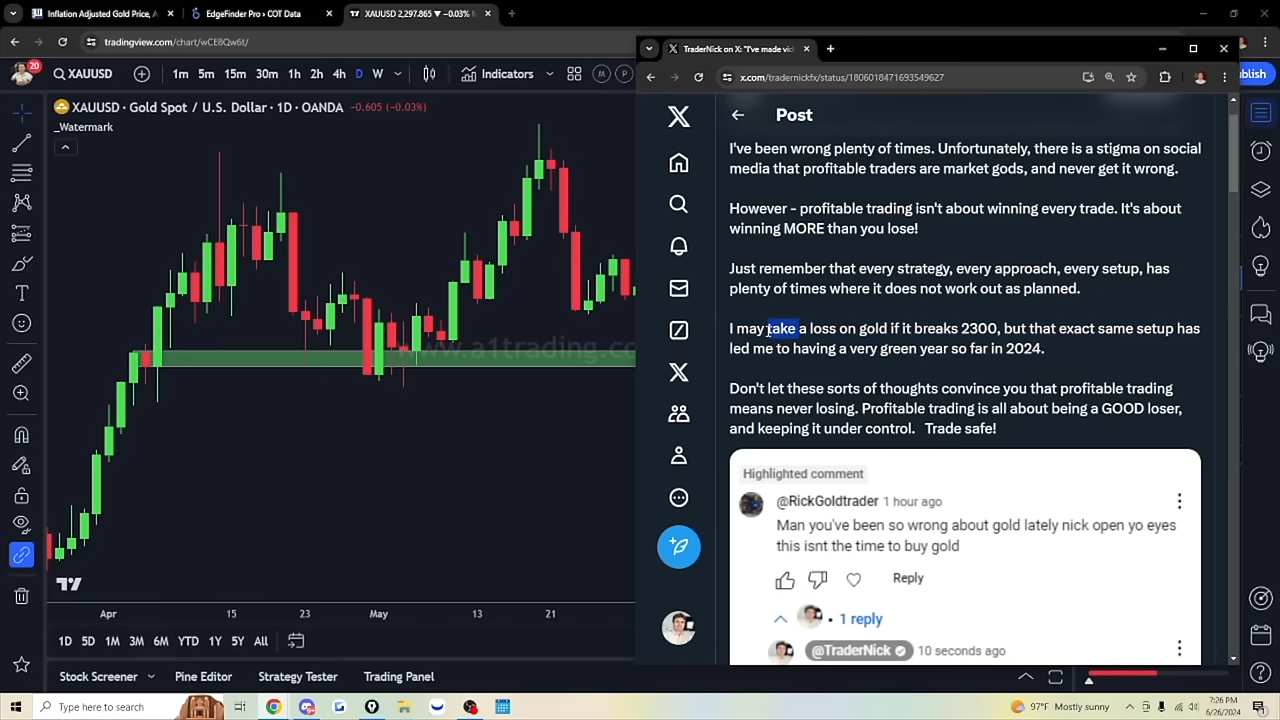 Inflation Adjusted Gold Price, A
EdgeFinder Pro › COT Data
XAUUSD 2,297.865 ▼ −0.03%
tradingview.com/chart/wCE8Qw6t/
20
XAUUSD
1m 5m 15m 30m 1h 2h 4h D W
Indicators
M
P
XAUUSD · Gold Spot / U.S. Dollar · 1D · OANDA −0.605 (−0.03%)
_Watermark
www.a1trading.co
Apr 15 23 May 13 21
1D 5D 1M 3M 6M YTD 1Y 5Y All
Stock Screener Pine Editor Strategy Tester Trading Panel
TraderNick on X: "I've made vid
x.com/tradernickfx/status/1806018471693549627
blish
Post
I've been wrong plenty of times. Unfortunately, there is a stigma on social
media that profitable traders are market gods, and never get it wrong.
However - profitable trading isn't about winning every trade. It's about
winning MORE than you lose!
Just remember that every strategy, every approach, every setup, has
plenty of times where it does not work out as planned.
I may take a loss on gold if it breaks 2300, but that exact same setup has
led me to having a very green year so far in 2024.
Don't let these sorts of thoughts convince you that profitable trading
means never losing. Profitable trading is all about being a GOOD loser,
and keeping it under control. Trade safe!
Highlighted comment
@RickGoldtrader 1 hour ago
Man you've been so wrong about gold lately nick open yo eyes
this isnt the time to buy gold
Reply
1 reply
@TraderNick 10 seconds ago
Type here to search
97°F Mostly sunny
7:26 PM
6/26/2024